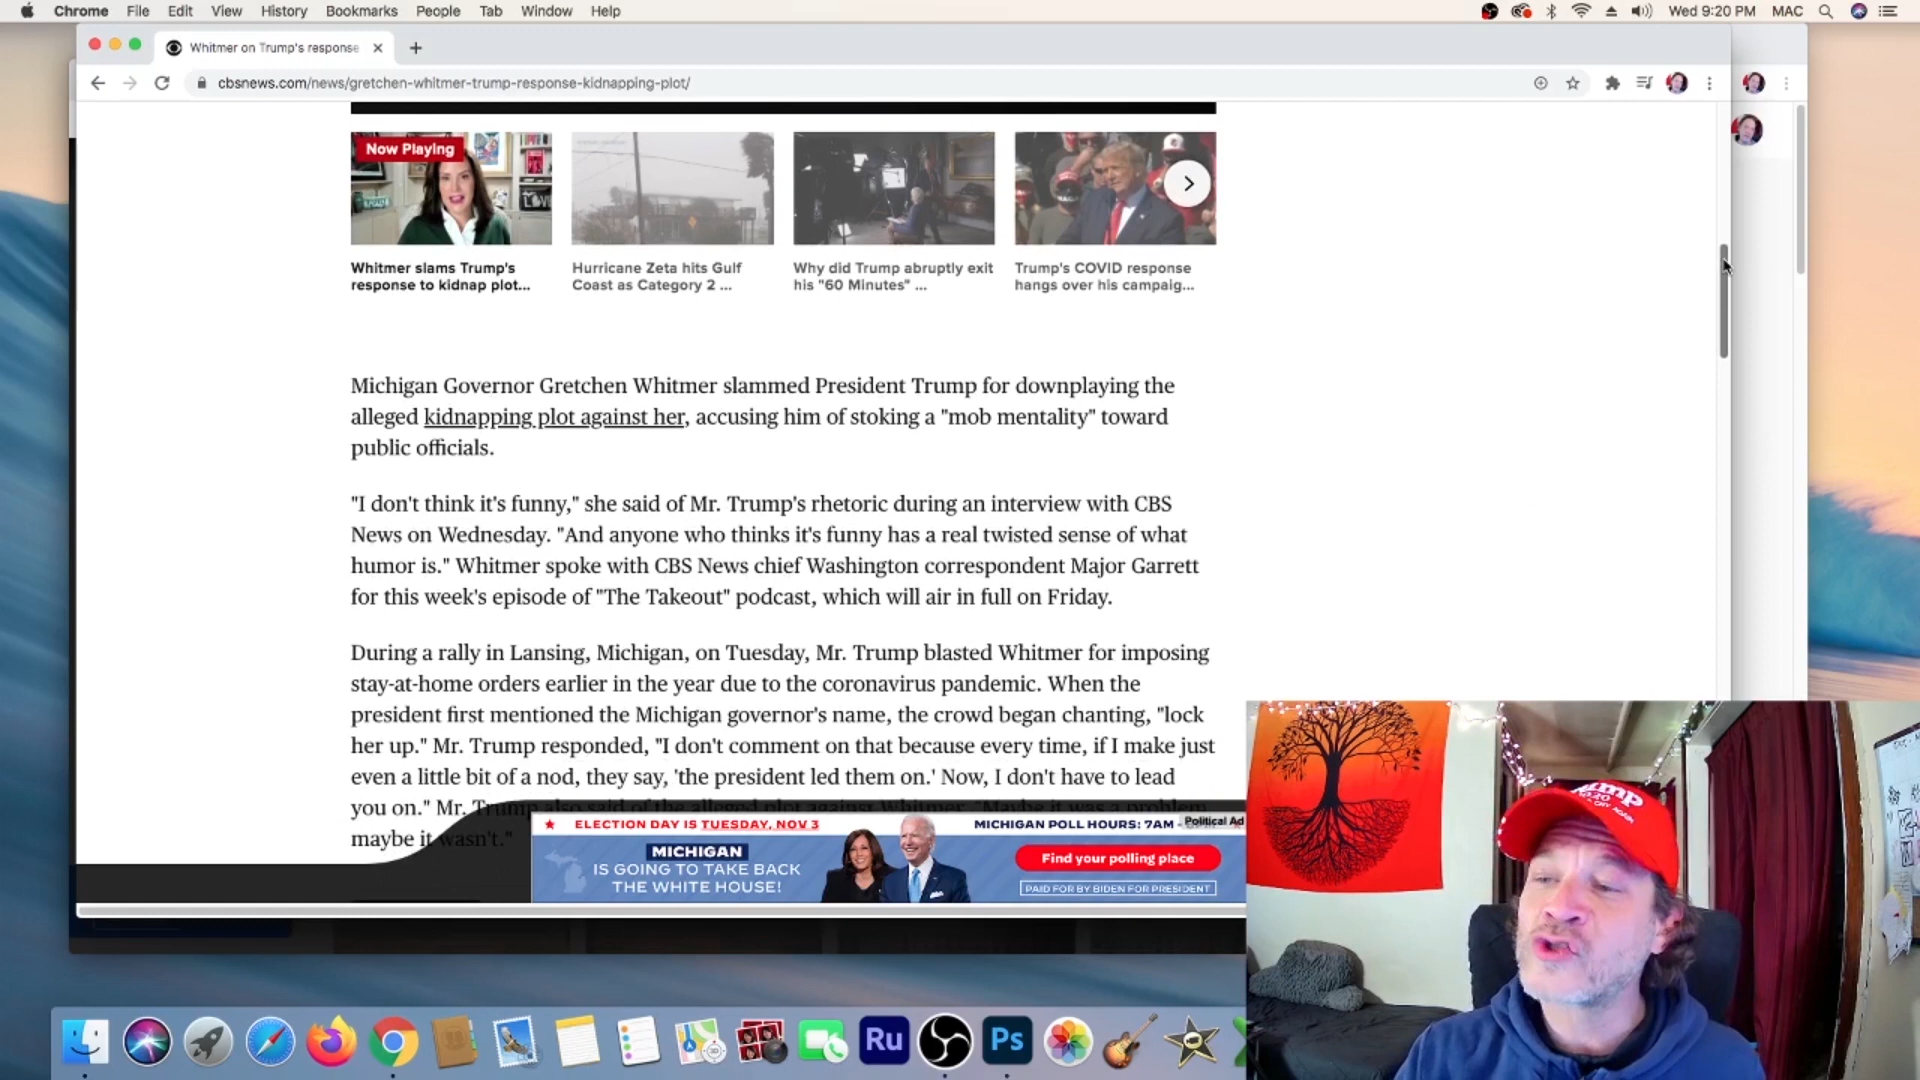 Chrome File Edit View History Bookmarks People Tab Window Help
Wed 9:20 PM MAC
Whitmer on Trump's response
cbsnews.com/news/gretchen-whitmer-trump-response-kidnapping-plot/
Now Playing
Whitmer slams Trump's
response to kidnap plot...
Hurricane Zeta hits Gulf
Coast as Category 2 ...
Why did Trump abruptly exit
his "60 Minutes" ...
Trump's COVID response
hangs over his campaig...
Michigan Governor Gretchen Whitmer slammed President Trump for downplaying the
alleged kidnapping plot against her, accusing him of stoking a "mob mentality" toward
public officials.
"I don't think it's funny," she said of Mr. Trump's rhetoric during an interview with CBS
News on Wednesday. "And anyone who thinks it's funny has a real twisted sense of what
humor is." Whitmer spoke with CBS News chief Washington correspondent Major Garrett
for this week's episode of "The Takeout" podcast, which will air in full on Friday.
During a rally in Lansing, Michigan, on Tuesday, Mr. Trump blasted Whitmer for imposing
stay-at-home orders earlier in the year due to the coronavirus pandemic. When the
president first mentioned the Michigan governor's name, the crowd began chanting, "lock
her up." Mr. Trump responded, "I don't comment on that because every time, if I make just
even a little bit of a nod, they say, 'the president led them on.' Now, I don't have to lead
you on." Mr. Trump also said of the alleged plot against Whitmer, "Maybe it was a problem,
maybe it wasn't."
ELECTION DAY IS TUESDAY, NOV 3
MICHIGAN POLL HOURS: 7AM -
Political Ad
MICHIGAN
IS GOING TO TAKE BACK
THE WHITE HOUSE!
Find your polling place
PAID FOR BY BIDEN FOR PRESIDENT
Ru
Ps